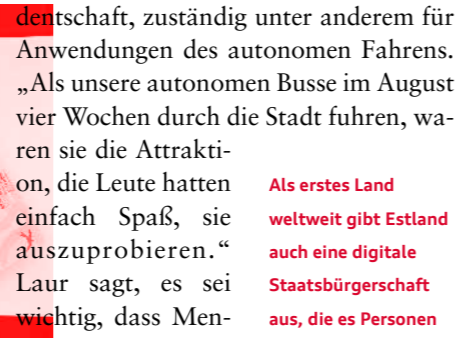 dentschaft, zuständig unter anderem für
Anwendungen des autonomen Fahrens.
„Als unsere autonomen Busse im August
vier Wochen durch die Stadt fuhren, wa-
ren sie die Attrakti-
on, die Leute hatten
einfach Spaß, sie
auszuprobieren.“
Laur sagt, es sei
wichtig, dass Men-
Als erstes Land
weltweit gibt Estland
auch eine digitale
Staatsbürgerschaft
aus, die es Personen